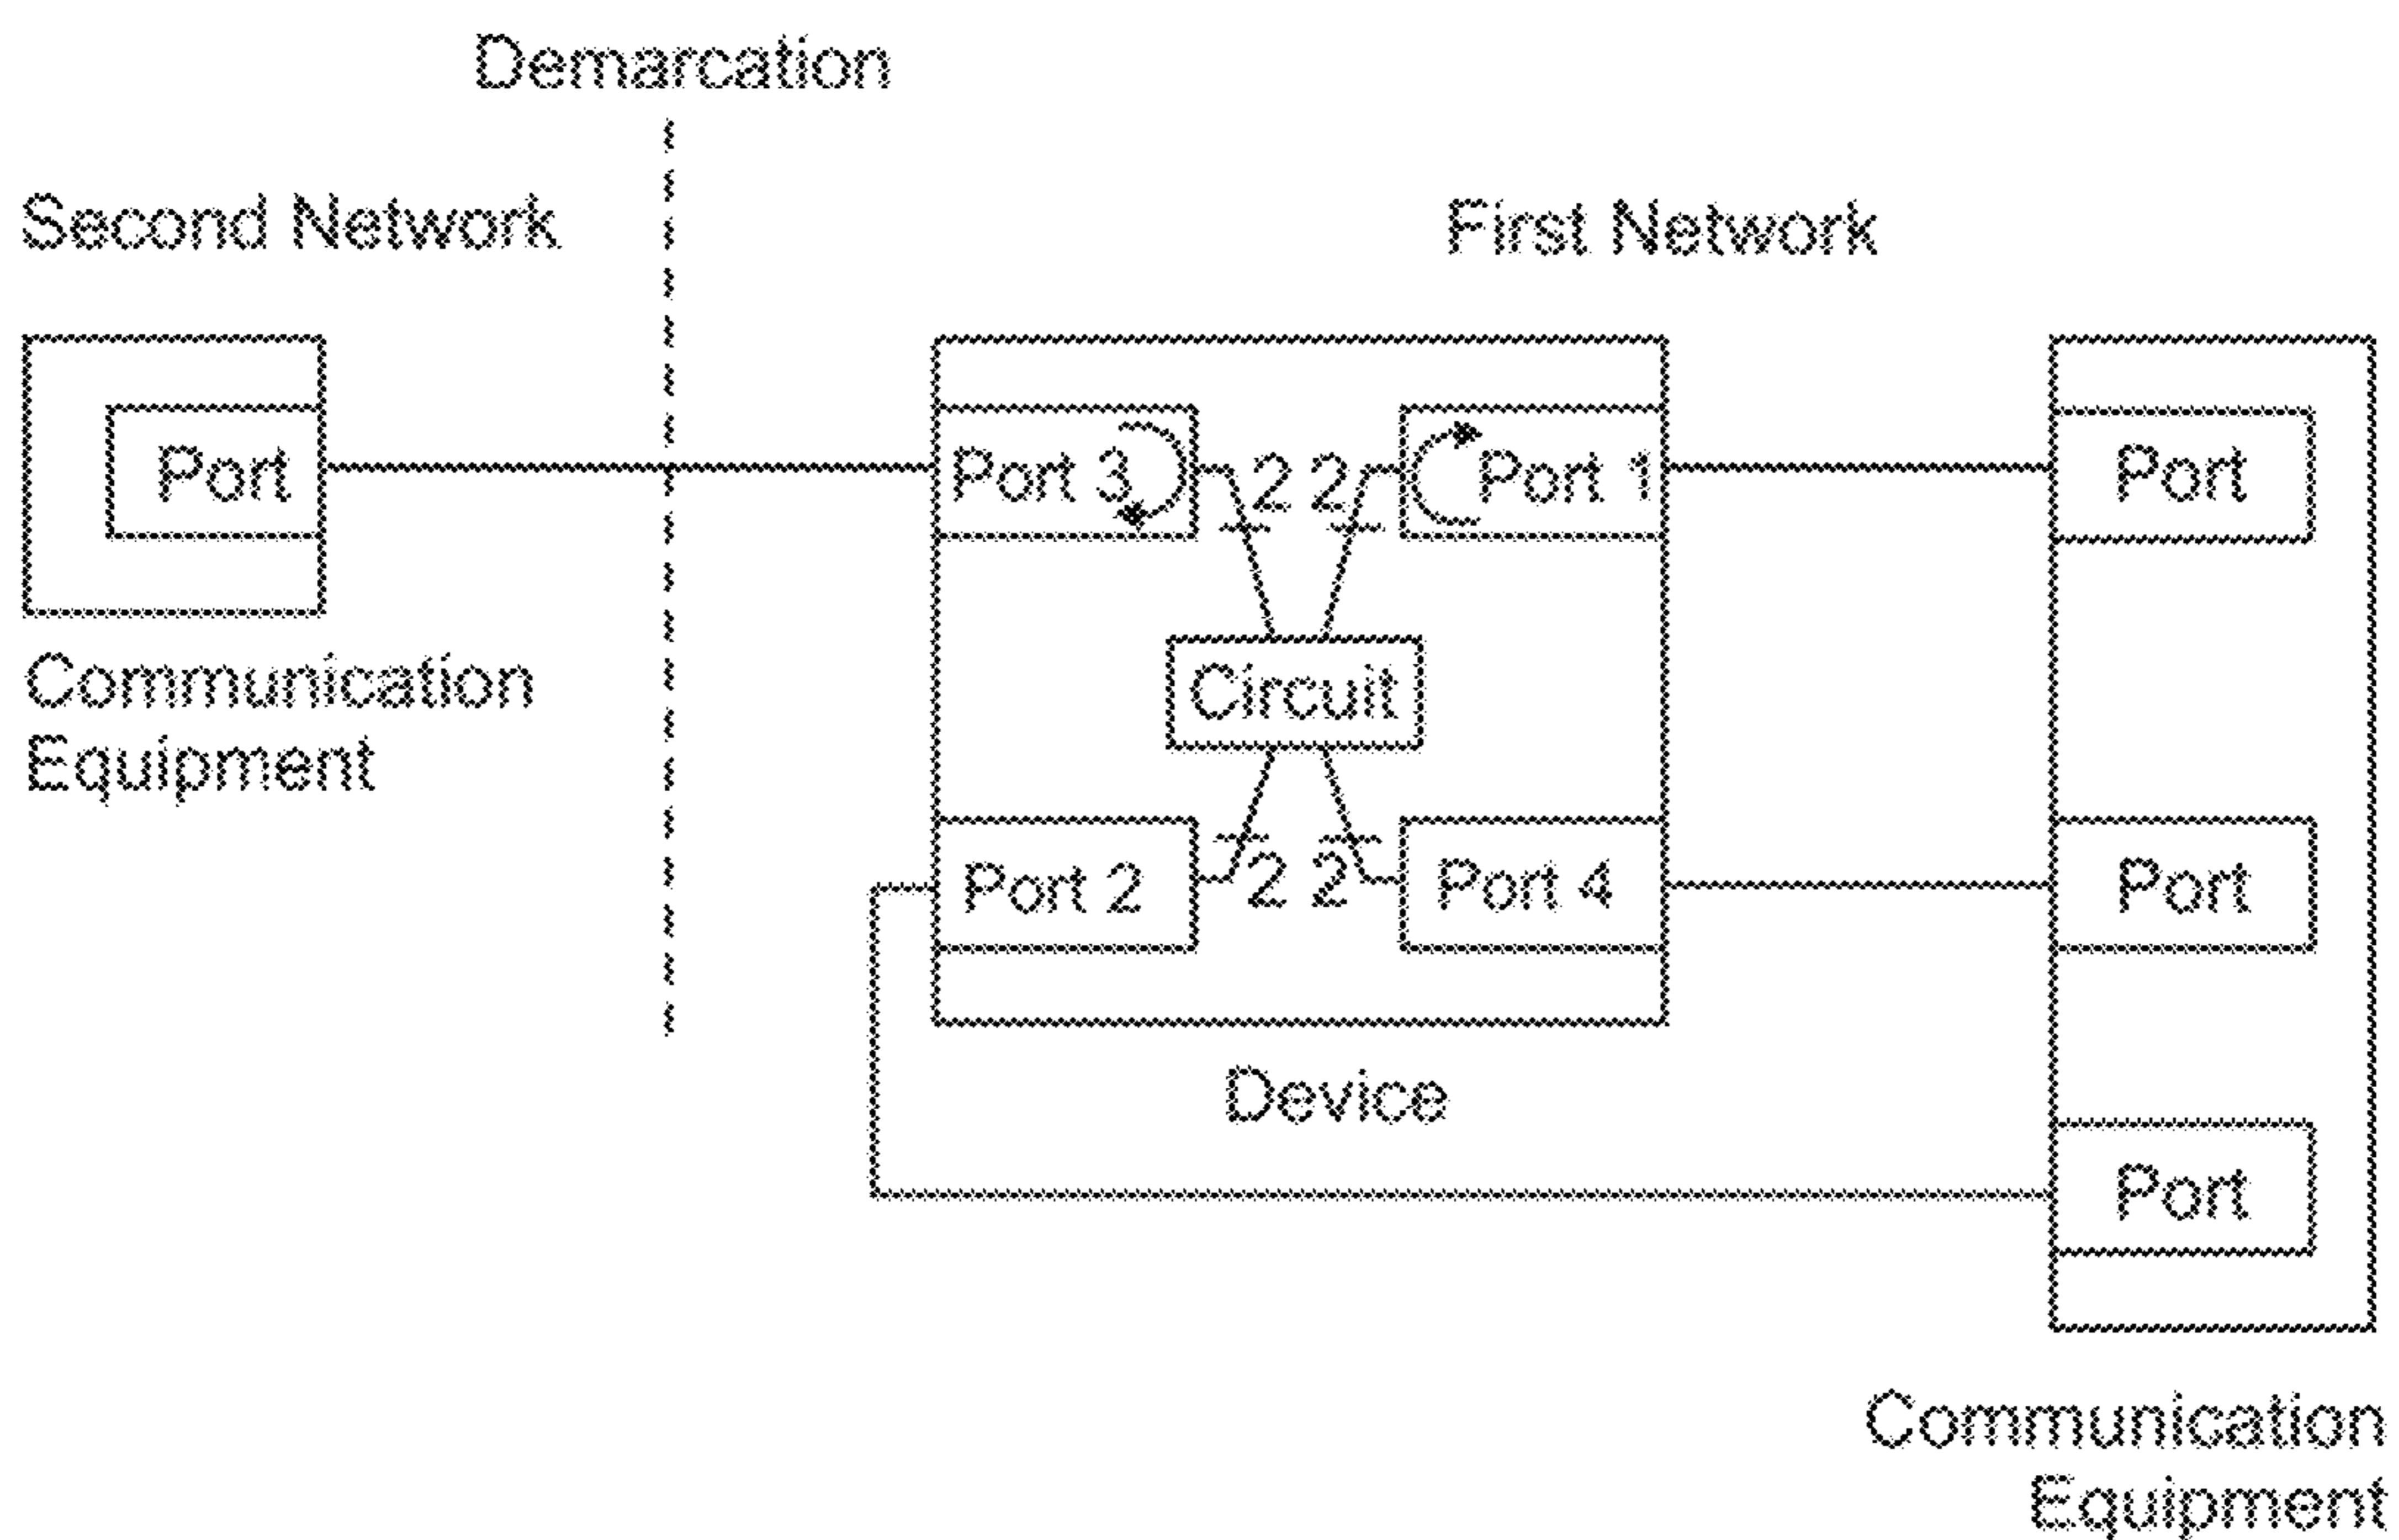 Demarcation
Second Network
First Network
Port
Port 3
2 2
Port 1
Port
Communication
Equipment
Circuit
Port 2
2 2
Port 4
Port
Device
Port
Communication
Equipment